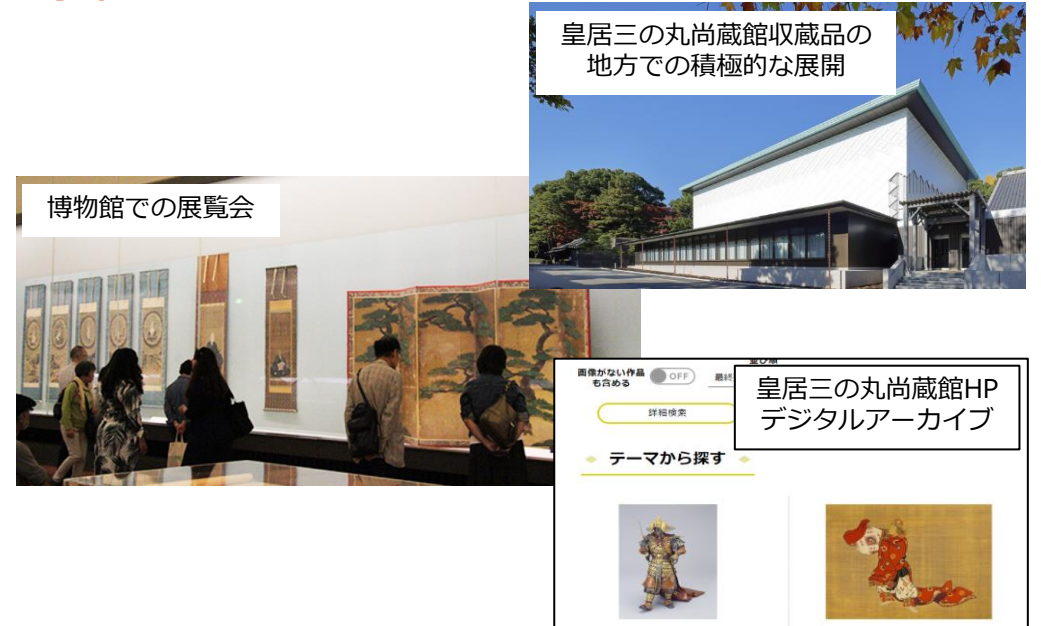 皇居三の丸尚蔵館収蔵品の
地方での積極的な展開
博物館での展覧会
画像がない作品
も含める
OFF
詳細検索
皇居三の丸尚蔵館HP
デジタルアーカイブ
テーマから探す